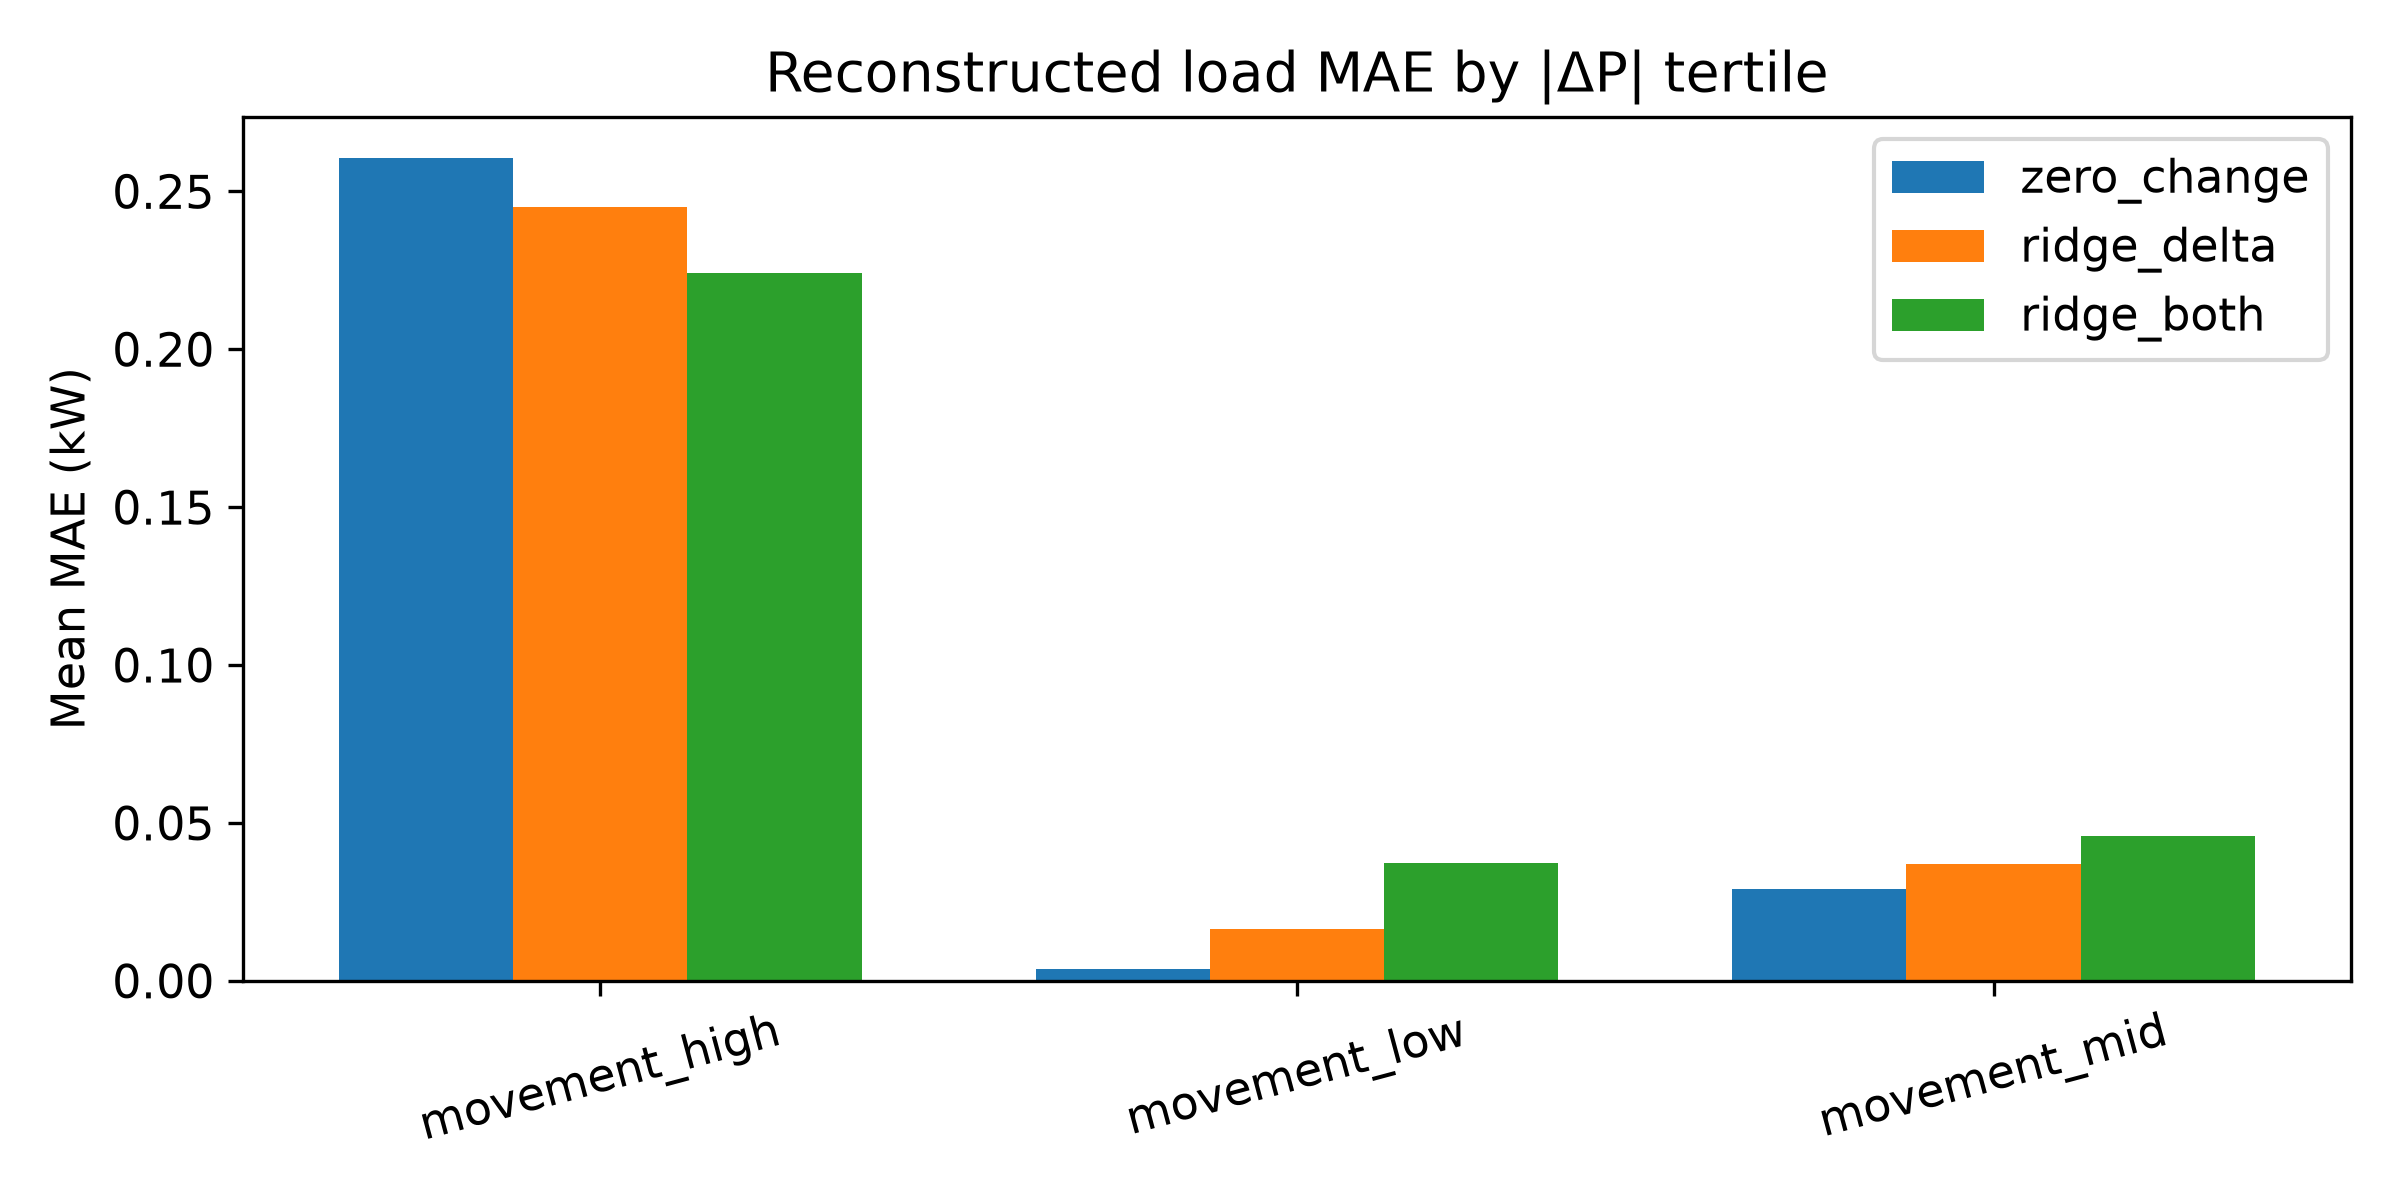 Reconstructed load MAE by |ΔP| tertile
zero_change
ridge_delta
ridge_both
Mean MAE (kW)
0.25
0.20
0.15
0.10
0.05
0.00
movement_high
movement_low
movement_mid